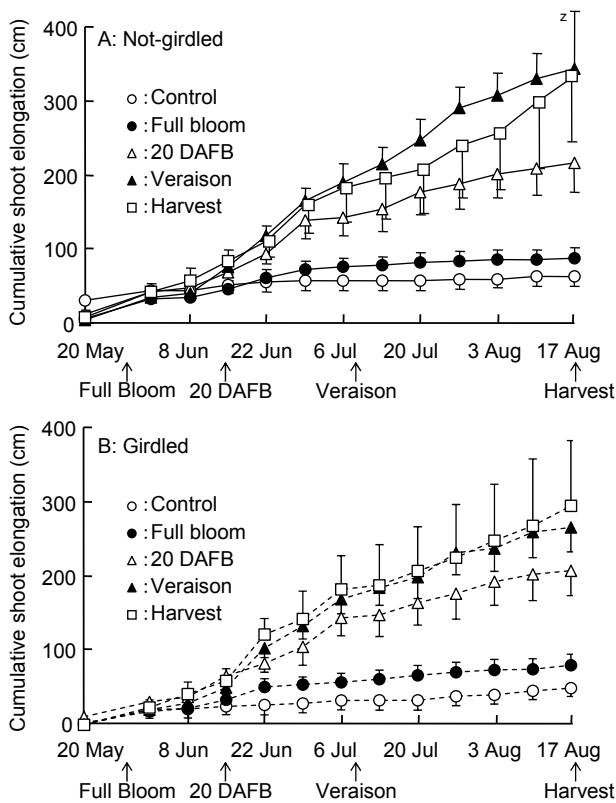 Cumulative shoot elongation (cm)
400
300
200
100
0
A: Not-girdled
z
: Control
: Full bloom
: 20 DAFB
: Veraison
: Harvest
20 May 8 Jun 22 Jun 6 Jul 20 Jul 3 Aug 17 Aug
Full Bloom 20 DAFB Veraison Harvest
Cumulative shoot elongation (cm)
400
300
200
100
0
B: Girdled
: Control
: Full bloom
: 20 DAFB
: Veraison
: Harvest
20 May 8 Jun 22 Jun 6 Jul 20 Jul 3 Aug 17 Aug
Full Bloom 20 DAFB Veraison Harvest